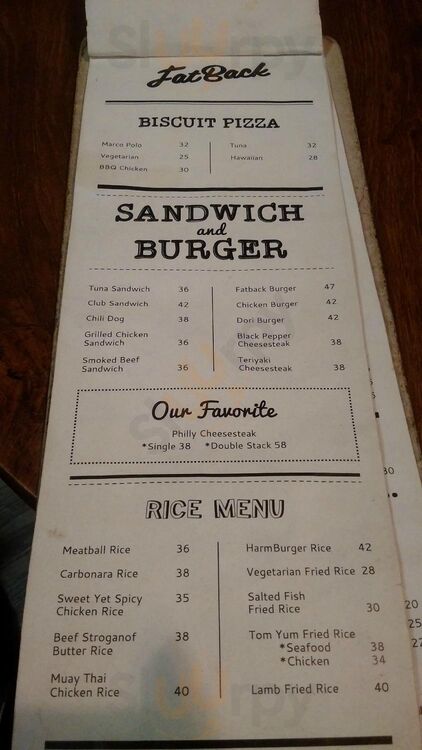 FatBack
BISCUIT PIZZA
Marco Polo 32
Vegetarian 25
BBQ Chicken 30
Tuna 32
Hawaiian 28
SANDWICH
and
BURGER
Tuna Sandwich 36
Club Sandwich 42
Chili Dog 38
Grilled Chicken
Sandwich 36
Smoked Beef
Sandwich 36
Fatback Burger 47
Chicken Burger 42
Dori Burger 42
Black Pepper
Cheesesteak 38
Teriyaki
Cheesesteak 38
Our Favorite
Philly Cheesesteak
*Single 38 *Double Stack 58
RICE MENU
Meatball Rice 36
Carbonara Rice 38
Sweet Yet Spicy
Chicken Rice 35
Beef Stroganof
Butter Rice 38
Muay Thai
Chicken Rice 40
HarmBurger Rice 42
Vegetarian Fried Rice 28
Salted Fish
Fried Rice 30
Tom Yum Fried Rice
*Seafood 38
*Chicken 34
Lamb Fried Rice 40
20
25